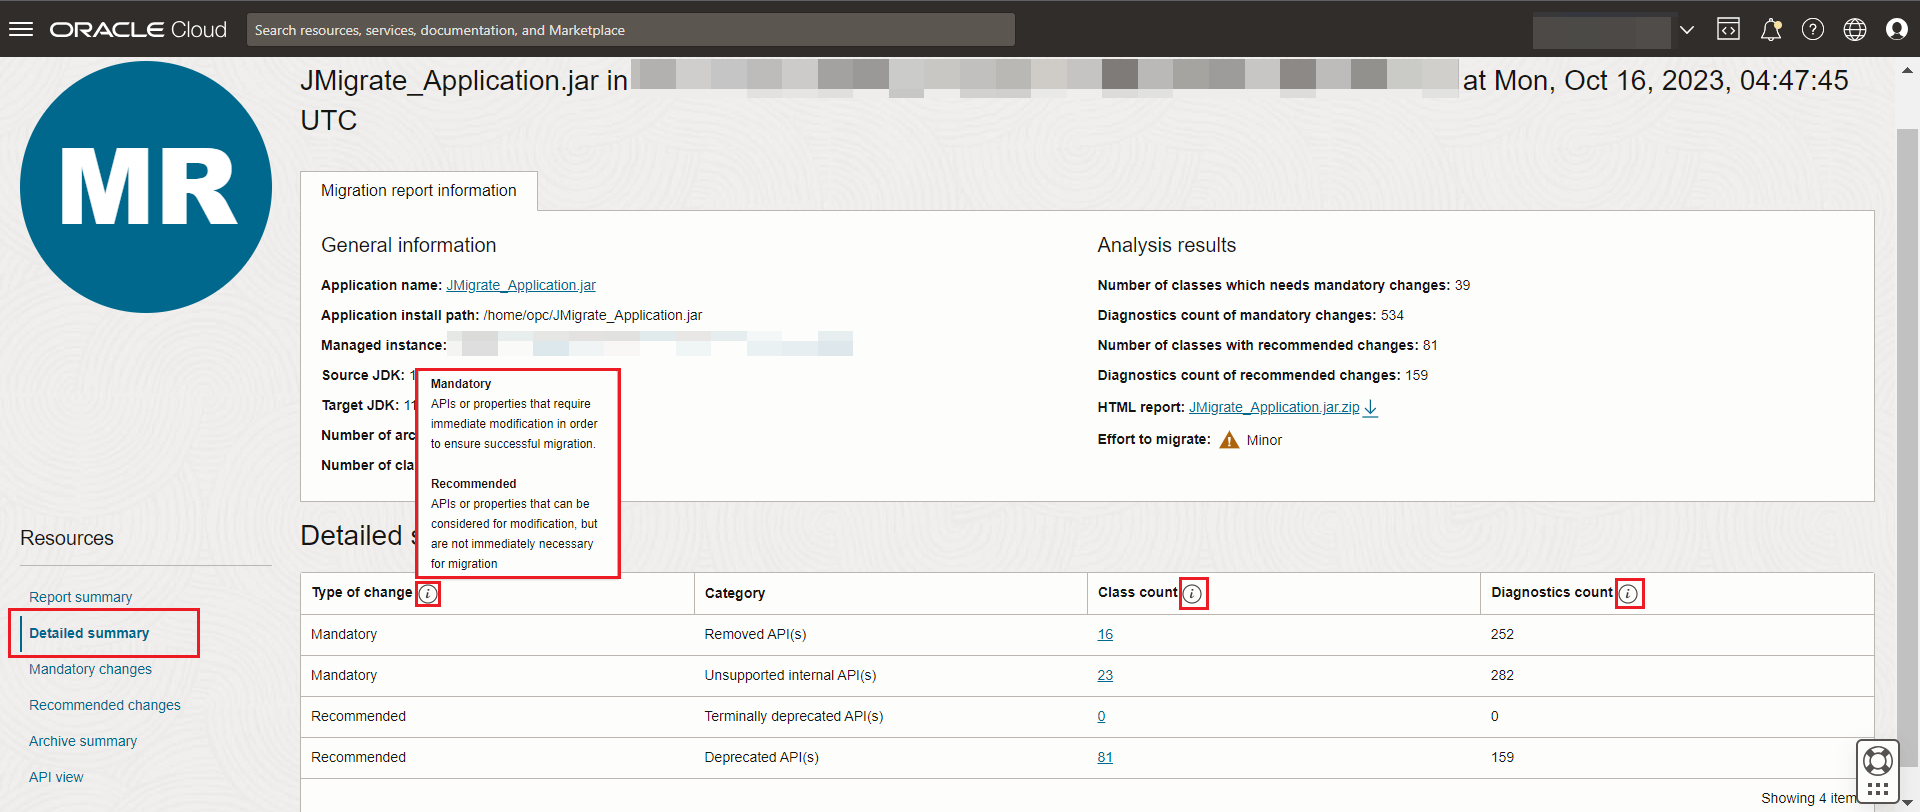 ORACLE Cloud
Search resources, services, documentation, and Marketplace
MR
JMigrate_Application.jar in
at Mon, Oct 16, 2023, 04:47:45
UTC
Migration report information
General information
Application name: JMigrate_Application.jar
Application install path: /home/opc/JMigrate_Application.jar
Managed instance:
Source JDK: 1
Target JDK: 11
Number of arc
Number of cla
Analysis results
Number of classes which needs mandatory changes: 39
Diagnostics count of mandatory changes: 534
Number of classes with recommended changes: 81
Diagnostics count of recommended changes: 159
HTML report: JMigrate_Application.jar.zip
Effort to migrate: Minor
Mandatory
APIs or properties that require
immediate modification in order
to ensure successful migration.
Recommended
APIs or properties that can be
considered for modification, but
are not immediately necessary
for migration
Resources
Report summary
Detailed summary
Mandatory changes
Recommended changes
Archive summary
API view
Detailed
Type of change i Category Class count i Diagnostics count i
Mandatory Removed API(s) 16 252
Mandatory Unsupported internal API(s) 23 282
Recommended Terminally deprecated API(s) 0 0
Recommended Deprecated API(s) 81 159
Showing 4 item